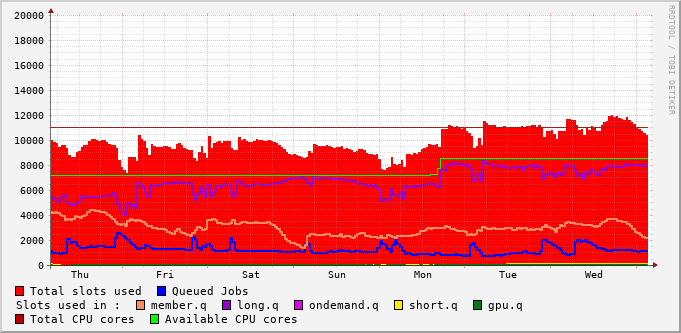 20000
18000
16000
14000
12000
10000
8000
6000
4000
2000
0
Thu Fri Sat Sun Mon Tue Wed
RRDTOOL / TOBI OETIKER
Total slots used Queued Jobs
Slots used in : member.q long.q ondemand.q short.q gpu.q
Total CPU cores Available CPU cores